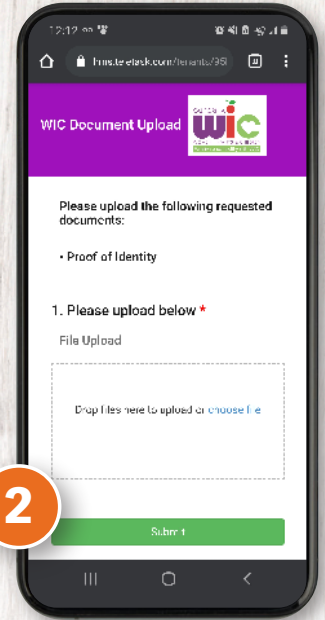 12:12
WIC Document Upload
wic
Please upload the following requested
documents:
• Proof of Identity
1. Please upload below *
File Upload
Drop files here to upload or choose file
2
Submit